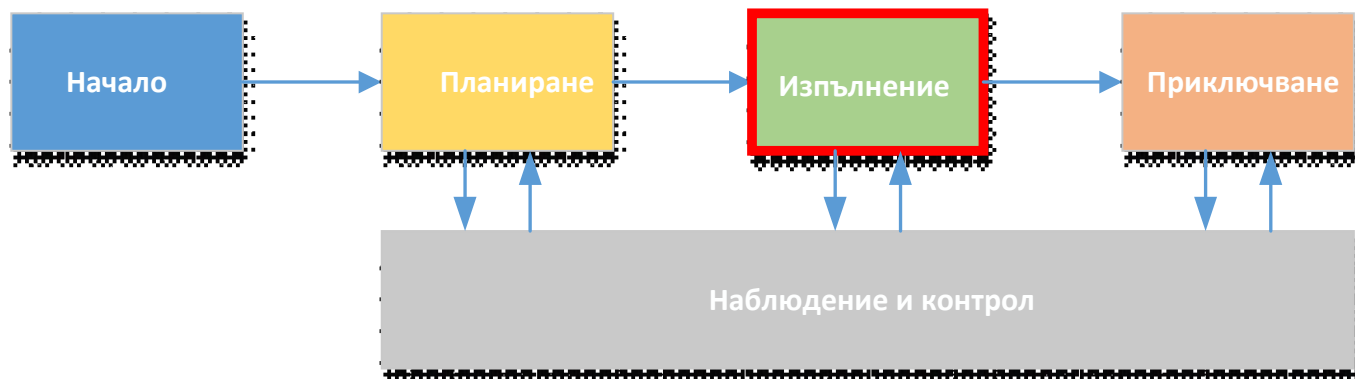 Начало
Планиране
Изпълнение
Приключване
Наблюдение и контрол